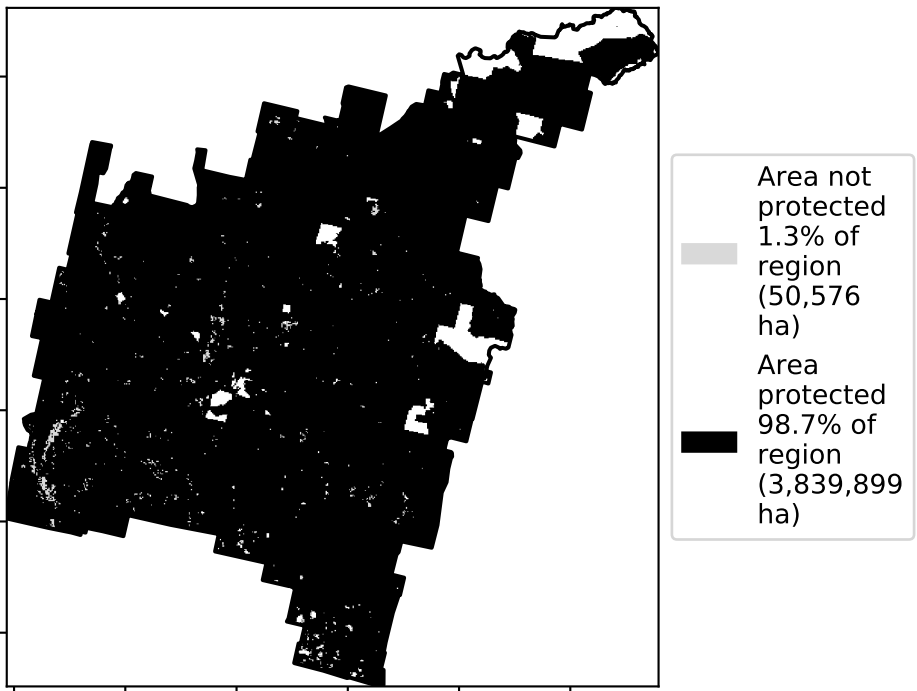 Area not
protected
1.3% of
region
(50,576
ha)
Area
protected
98.7% of
region
(3,839,899
ha)